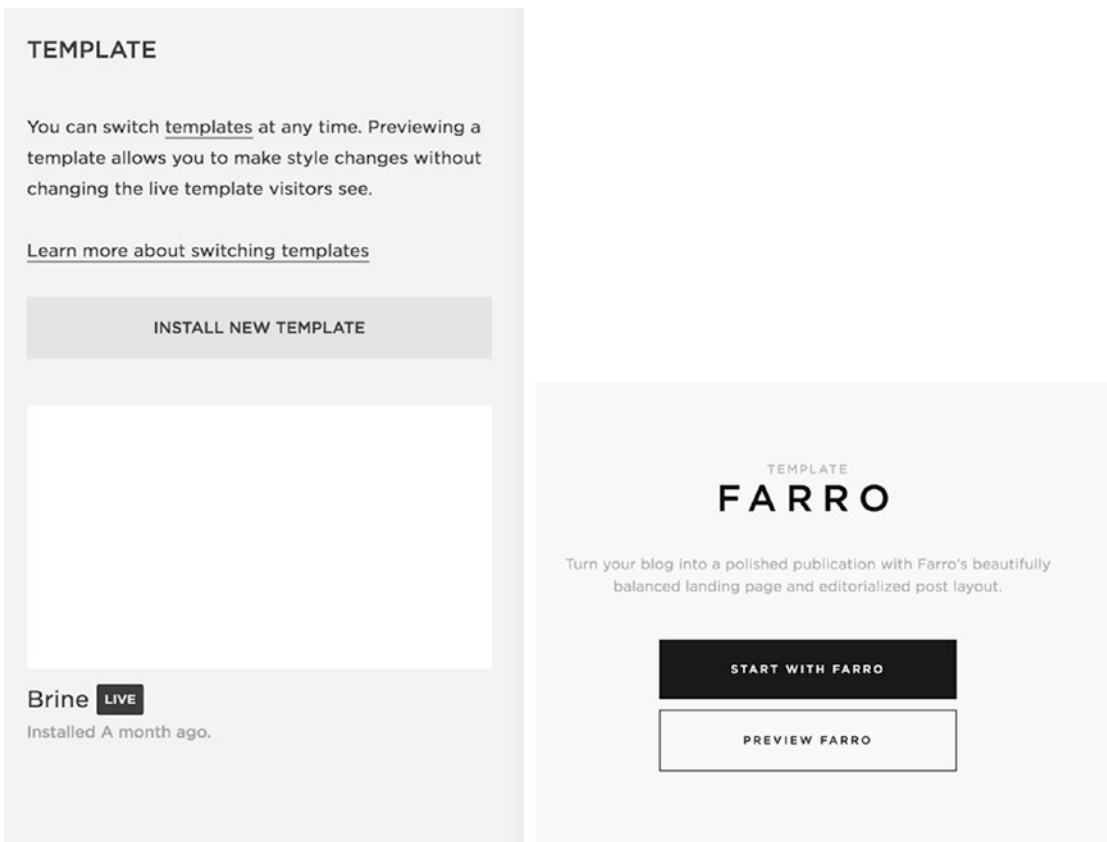 TEMPLATE
You can switch templates at any time. Previewing a
template allows you to make style changes without
changing the live template visitors see.
Learn more about switching templates
INSTALL NEW TEMPLATE
Brine LIVE
Installed A month ago.
TEMPLATE
FARRO
Turn your blog into a polished publication with Farro's beautifully
balanced landing page and editorialized post layout.
START WITH FARRO
PREVIEW FARRO